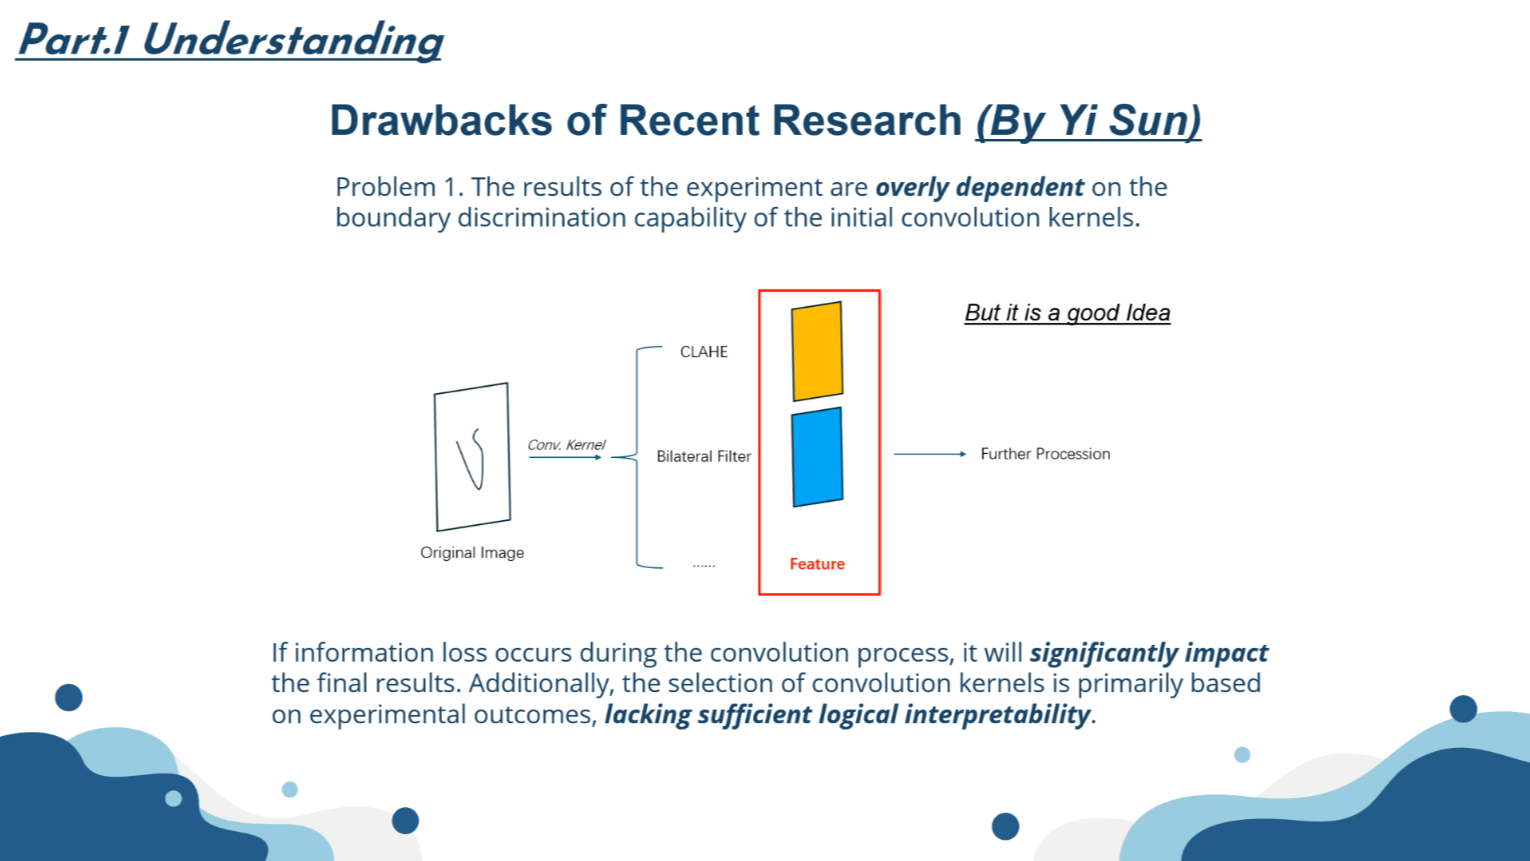 Part.1 Understanding
Drawbacks of Recent Research (By Yi Sun)
Problem 1. The results of the experiment are overly dependent on the
boundary discrimination capability of the initial convolution kernels.
But it is a good Idea
CLAHE
Conv. Kernel
Bilateral Filter
Further Procession
Original Image
......
Feature
If information loss occurs during the convolution process, it will significantly impact
the final results. Additionally, the selection of convolution kernels is primarily based
on experimental outcomes, lacking sufficient logical interpretability.